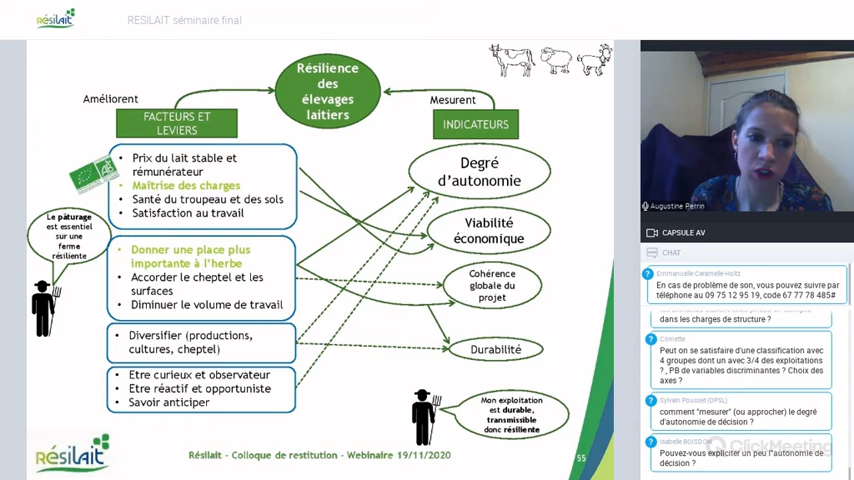 RÉSILAIT
RESILAIT séminaire final
Résilience
des
élevages
laitiers
Améliorent
Mesurent
FACTEURS ET
LEVIERS
INDICATEURS
AB
• Prix du lait stable et
rémunérateur
• Maîtrise des charges
• Santé du troupeau et des sols
• Satisfaction au travail
Degré
d'autonomie
Le pâturage
est essentiel
sur une
ferme
résiliente
Viabilité
économique
• Donner une place plus
importante à l'herbe
• Accorder le cheptel et les
surfaces
• Diminuer le volume de travail
Cohérence
globale du
projet
• Diversifier (productions,
cultures, cheptel)
Durabilité
• Etre curieux et observateur
• Etre réactif et opportuniste
• Savoir anticiper
Mon exploitation
est durable,
transmissible
donc résiliente
RÉSILAIT
Résilait - Colloque de restitution - Webinaire 19/11/2020
55
Augustine Perrin
CAPSULE AV
CHAT
Emmanuelle Caramelle-Holtz
En cas de problème de son, vous pouvez suivre par
téléphone au 09 75 12 95 19, code 67 77 78 485#
dans les charges de structure ?
Comette
Peut on se satisfaire d'une classification avec
4 groupes dont un avec 3/4 des exploitations
? , PB de variables discriminantes ? Choix des
axes ?
Sylvain Pousset (OPSL)
comment "mesurer" (ou approcher) le degré
d'autonomie de décision ?
Isabelle BOISDON
Pouvez-vous expliciter un peu l'autonomie de
décision ?
ClickMeeting